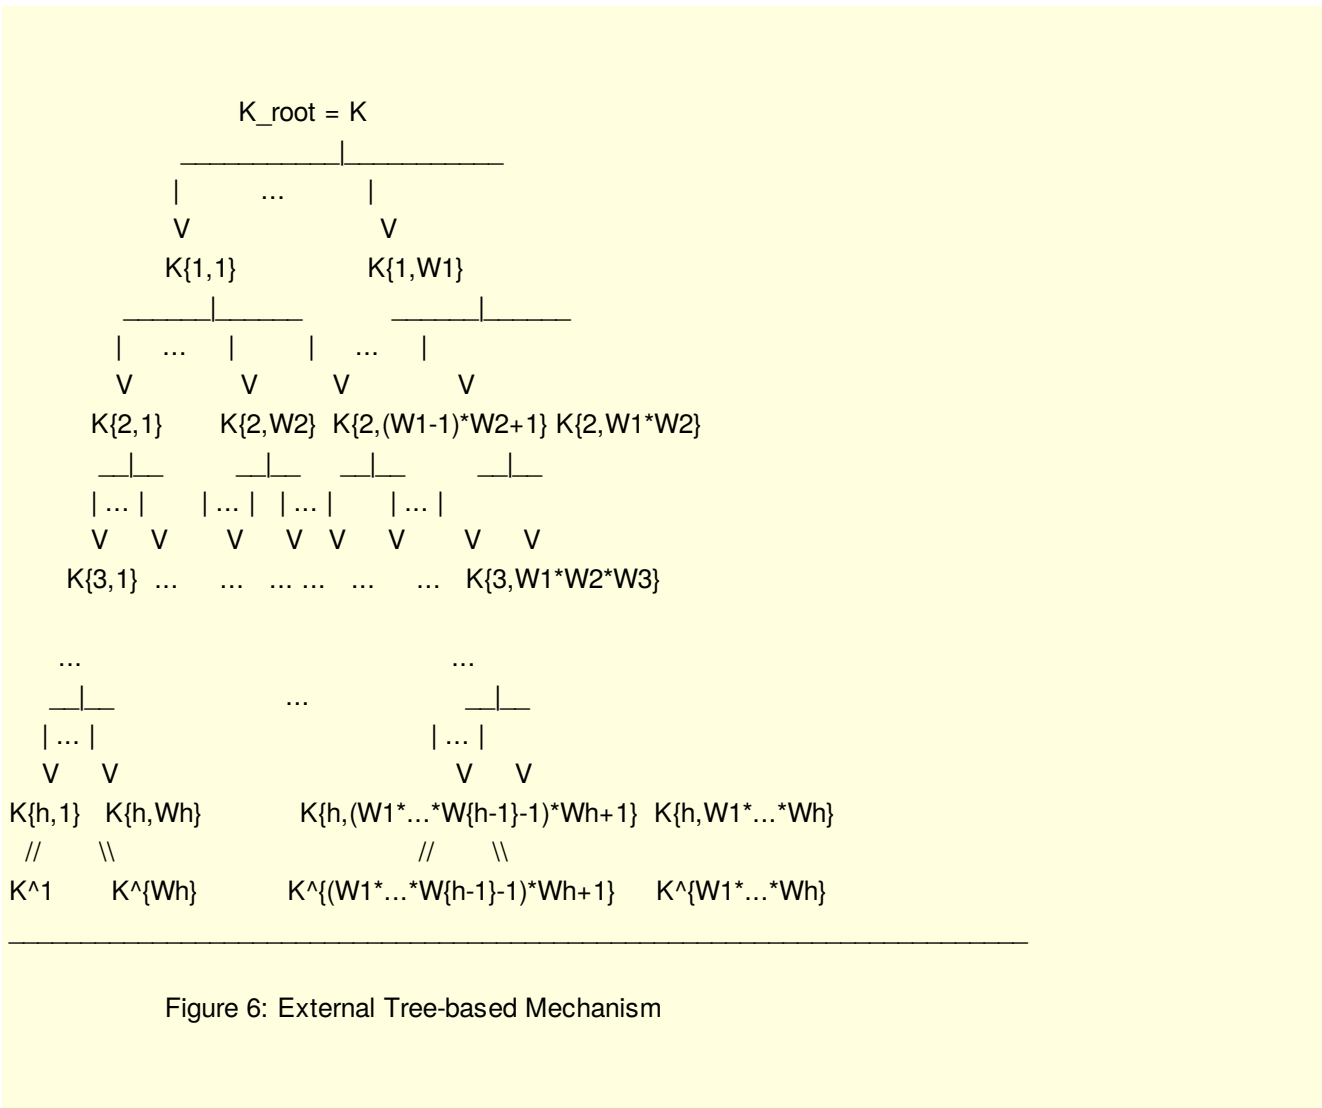 K_root = K
___________|___________
| ... |
V V
K{1,1} K{1,W1}
______|______ ______|______
| ... | | ... |
V V V V
K{2,1} K{2,W2} K{2,(W1-1)*W2+1} K{2,W1*W2}
__|__ __|__ __|__ __|__
| ... | | ... | | ... | | ... |
V V V V V V V V
K{3,1} ... ... ... ... ... ... K{3,W1*W2*W3}
... ...
__|__ ... __|__
| ... | | ... |
V V V V
K{h,1} K{h,Wh} K{h,(W1*...*W{h-1}-1)*Wh+1} K{h,W1*...*Wh}
// \\ // \\
K^1 K^{Wh} K^{(W1*...*W{h-1}-1)*Wh+1} K^{W1*...*Wh}
_______________________________________________________________________
Figure 6: External Tree-based Mechanism